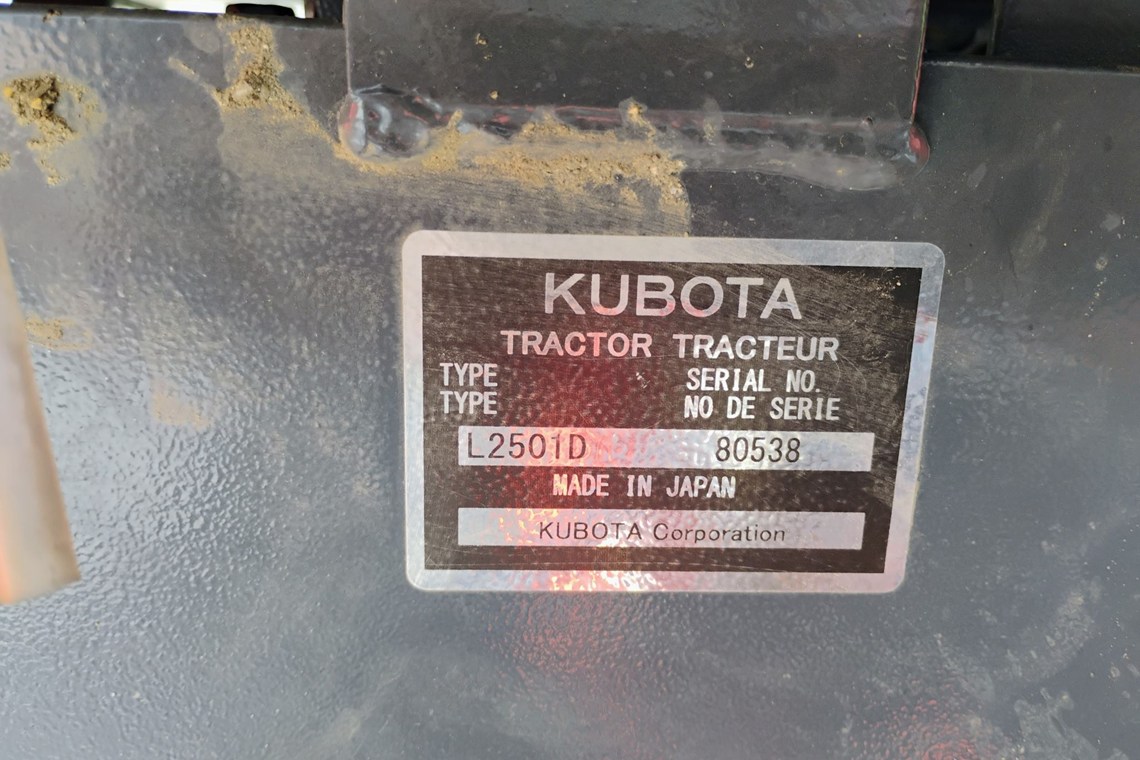 KUBOTA
TRACTOR TRACTEUR
TYPE SERIAL NO.
TYPE NO DE SERIE
L2501D 80538
MADE IN JAPAN
KUBOTA Corporation